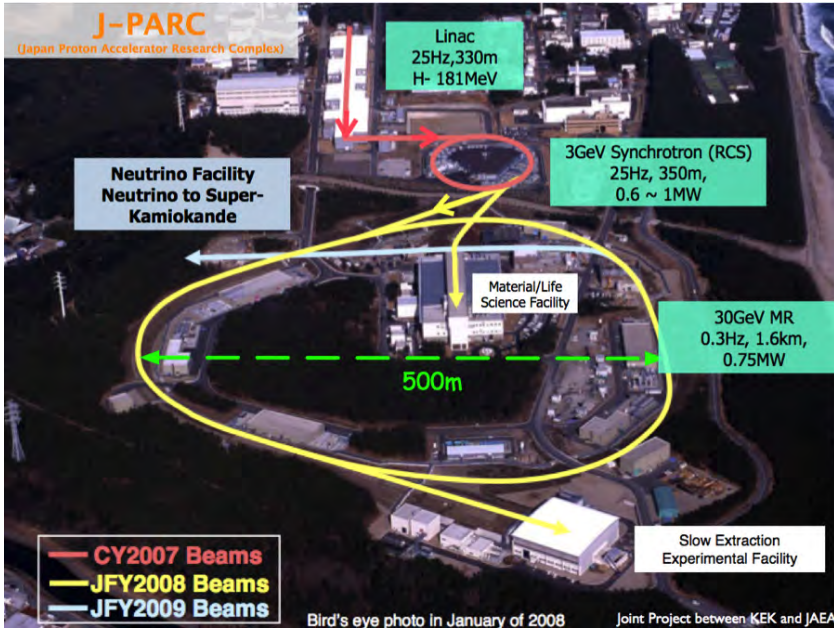 J-PARC
(Japan Proton Accelerator Research Complex)
Linac
25Hz,330m
H- 181MeV
3GeV Synchrotron (RCS)
25Hz, 350m,
0.6 ~ 1MW
Neutrino Facility
Neutrino to Super-
Kamiokande
Material/Life
Science Facility
30GeV MR
0.3Hz, 1.6km,
0.75MW
500m
Slow Extraction
Experimental Facility
CY2007 Beams
JFY2008 Beams
JFY2009 Beams
Bird's eye photo in January of 2008
Joint Project between KEK and JAEA